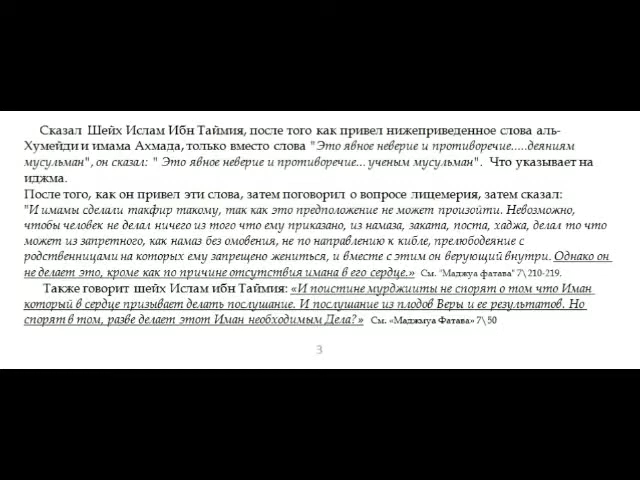 Сказал Шейх Ислам Ибн Таймия, после того как привел нижеприведенное слова аль-
Хумейди и имама Ахмада, только вместо слова "Это явное неверие и противоречие.....деяниям
мусульман", он сказал: " Это явное неверие и противоречие... ученым мусульман". Что указывает на
иджма.
После того, как он привел эти слова, затем поговорил о вопросе лицемерия, затем сказал:
"И имамы сделали такфир такому, так как это предположение не может произойти. Невозможно,
чтобы человек не делал ничего из того что ему приказано, из намаза, заката, поста, хаджа, делал то что
может из запретного, как намаз без омовения, не по направлению к кибле, прелюбодеяние с
родственницами на которых ему запрещено жениться, и вместе с этим он верующий внутри. Однако он
не делает это, кроме как по причине отсутствия имана в его сердце.» См. "Маджуа фатава" 7\210-219.
Также говорит шейх Ислам ибн Таймия: «И поистине мурджииты не спорят о том что Иман
который в сердце призывает делать послушание. И послушание из плодов Веры и ее результатов. Но
спорят в том, разве делает этот Иман необходимым Дела?» См. «Маджмуа Фатава» 7\50
3